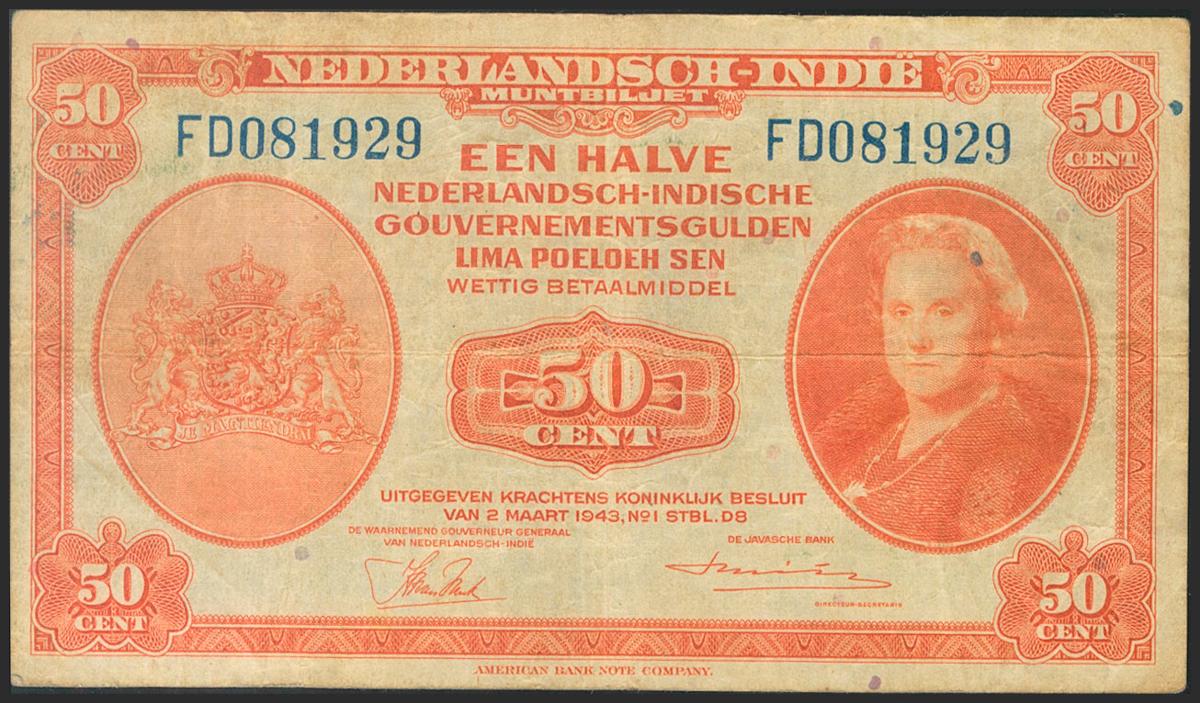 NEDERLANDSCH-INDIË
MUNTBILJET
50
CENT
50
CENT
FD081929
FD081929
EEN HALVE
NEDERLANDSCH-INDISCHE
GOUVERNEMENTSGULDEN
LIMA POELOEH SEN
WETTIG BETAALMIDDEL
50
CENT
JE MAINTIENDRAI
UITGEGEVEN KRACHTENS KONINKLIJK BESLUIT
VAN 2 MAART 1943, Nº1 STBL. D8
DE WAARNEMEND GOUVERNEUR GENERAAL
VAN NEDERLANDSCH-INDIË
DE JAVASCHE BANK
DIRECTEUR-SECRETARIS
50
CENT
50
CENT
AMERICAN BANK NOTE COMPANY.